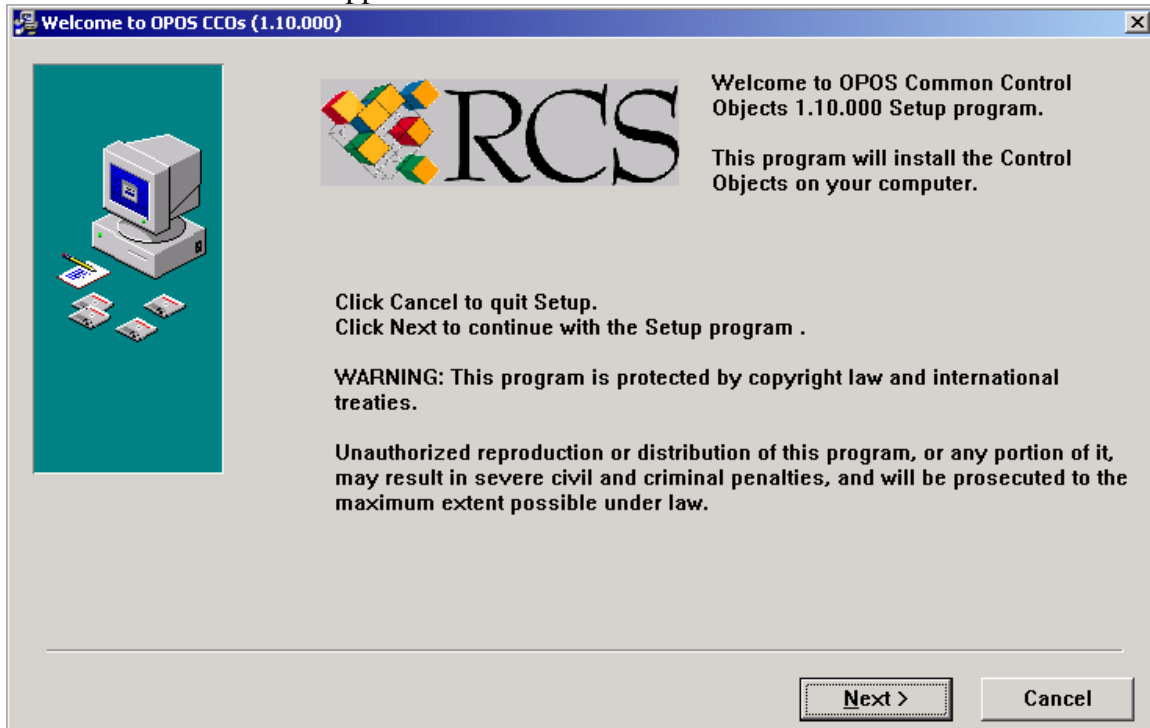 Welcome to OPOS CCOs (1.10.000)
RCS
Welcome to OPOS Common Control
Objects 1.10.000 Setup program.
This program will install the Control
Objects on your computer.
Click Cancel to quit Setup.
Click Next to continue with the Setup program .
WARNING: This program is protected by copyright law and international
treaties.
Unauthorized reproduction or distribution of this program, or any portion of it,
may result in severe civil and criminal penalties, and will be prosecuted to the
maximum extent possible under law.
Next >
Cancel